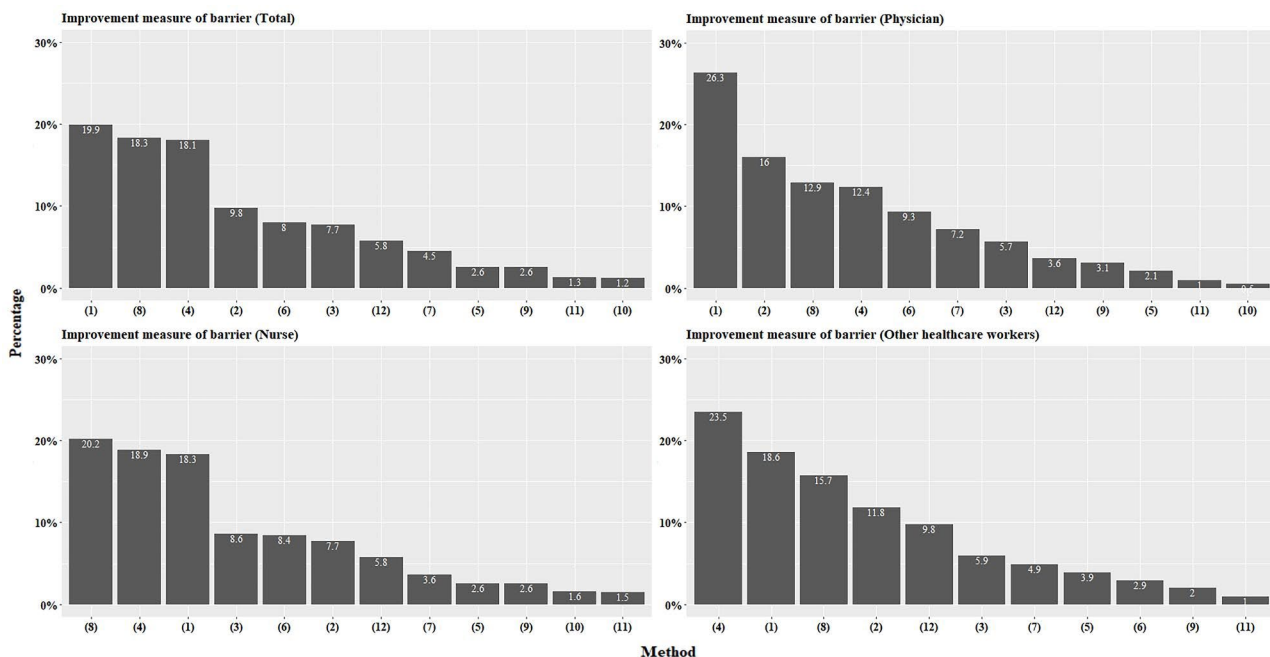 Improvement measure of barrier (Total)
30%
20%
10%
0%
19.9 18.3 18.1 9.8 8 7.7 5.8 4.5 2.6 2.6 1.3 1.2
(1) (8) (4) (2) (6) (3) (12) (7) (5) (9) (11) (10)
Improvement measure of barrier (Physician)
30%
20%
10%
0%
26.3 16 12.9 12.4 9.3 7.2 5.7 3.6 3.1 2.1 1 0.5
(1) (2) (8) (4) (6) (7) (3) (12) (9) (5) (11) (10)
Percentage
Improvement measure of barrier (Nurse)
30%
20%
10%
0%
20.2 18.9 18.3 8.6 8.4 7.7 5.8 3.6 2.6 2.6 1.6 1.5
(8) (4) (1) (3) (6) (2) (12) (7) (5) (9) (10) (11)
Improvement measure of barrier (Other healthcare workers)
30%
20%
10%
0%
23.5 18.6 15.7 11.8 9.8 5.9 4.9 3.9 2.9 2 1
(4) (1) (8) (2) (12) (3) (7) (5) (6) (9) (11)
Method